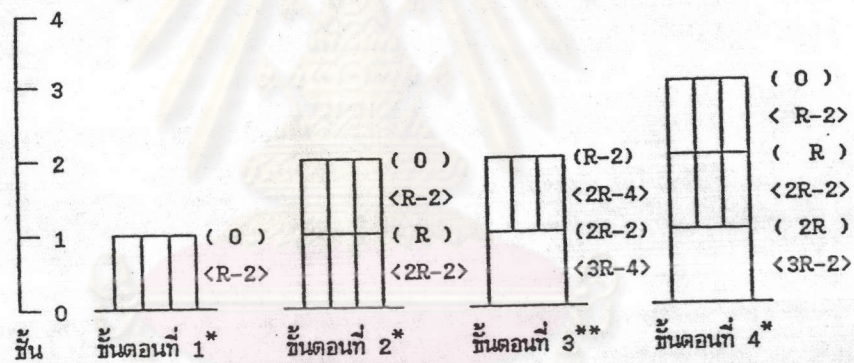 4
3
2
1
0
ชั้น
( 0 )
<R-2>
ขั้นตอนที่ 1*
( 0 )
<R-2>
( R )
<2R-2>
ขั้นตอนที่ 2*
(R-2)
<2R-4>
(2R-2)
<3R-4>
ขั้นตอนที่ 3**
( 0 )
< R-2>
( R )
<2R-2>
( 2R )
<3R-2>
ขั้นตอนที่ 4*